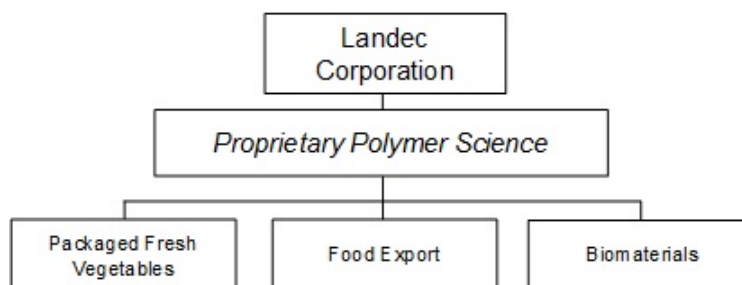 Landec
Corporation
Proprietary Polymer Science
Packaged Fresh
Vegetables
Food Export
Biomaterials